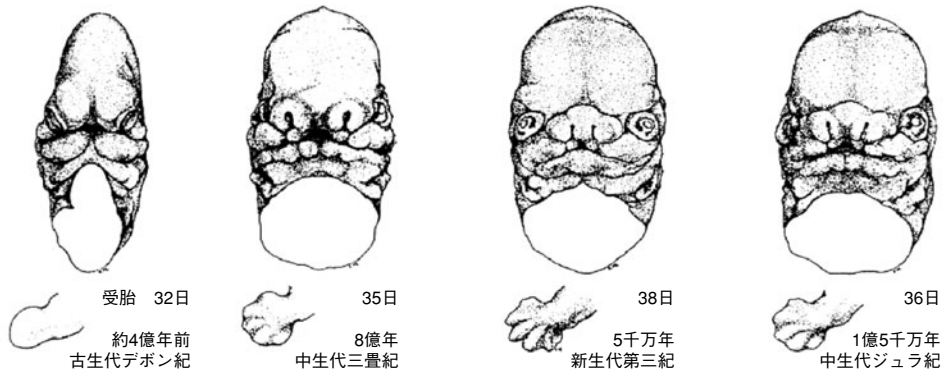 受胎 32日
約4億年前
古生代デボン紀
35日
8億年
中生代三畳紀
38日
5千万年
新生代第三紀
36日
1億5千万年
中生代ジュラ紀